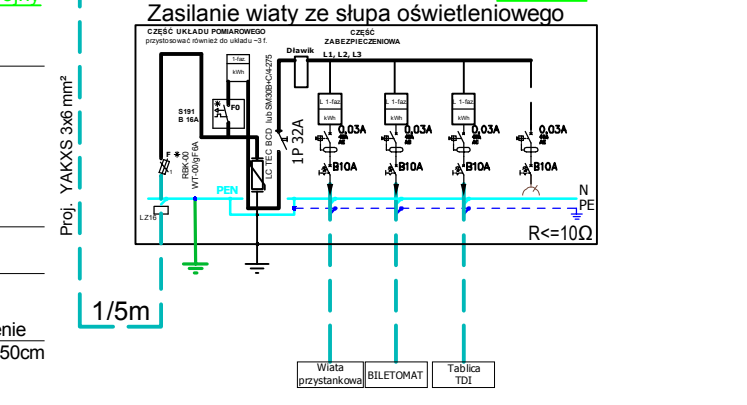 Zasilanie wiaty ze słupa oświetleniowego
CZĘŚĆ UKŁADU POMIAROWEGO
przystosować również do układu ~3 f.
CZĘŚĆ
ZABEZPIECZENIOWA
L1, L2, L3
Dławik
1-faz.
kWh
L 1-faz.
kWh
L 1-faz.
kWh
L 1-faz.
kWh
S191
B 16A
F0
LC TEC BCD lub SM30B+C/4-275
1P 32A
0,03A
0,03A
0,03A
0,03A
B10A
B10A
B10A
B10A
F
RBK-00
WT-00/gF6A
PEN
N
PE
LZ16
R<=10Ω
Proj. YAKXS 3x6 mm²
1/5m
enie
50cm
Wiata
przystankowa
BILETOMAT
Tablica
TDI